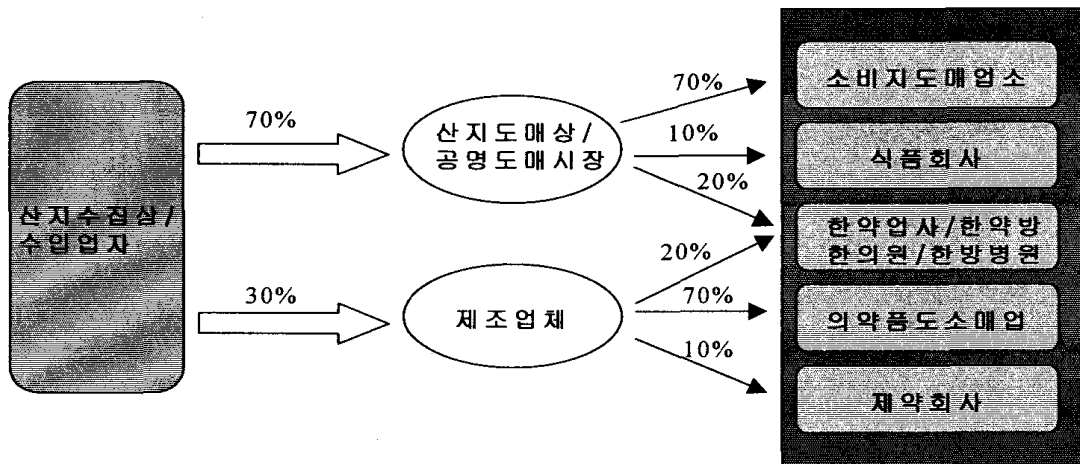 산지수집상/
수입업자
70%
30%
산지도매상/
공영도매시장
제조업체
70%
10%
20%
20%
70%
10%
소비지도매업소
식품회사
한약업사/한약방
한의원/한방병원
의약품도소매업
제약회사